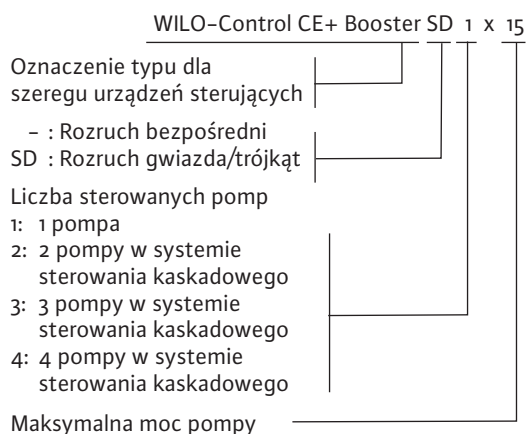 WILO-Control CE+ Booster SD 1 x 15
Oznaczenie typu dla
szeregu urządzeń sterujących
- : Rozruch bezpośredni
SD : Rozruch gwiazda/trójkąt
Liczba sterowanych pomp
1: 1 pompa
2: 2 pompy w systemie
sterowania kaskadowego
3: 3 pompy w systemie
sterowania kaskadowego
4: 4 pompy w systemie
sterowania kaskadowego
Maksymalna moc pompy